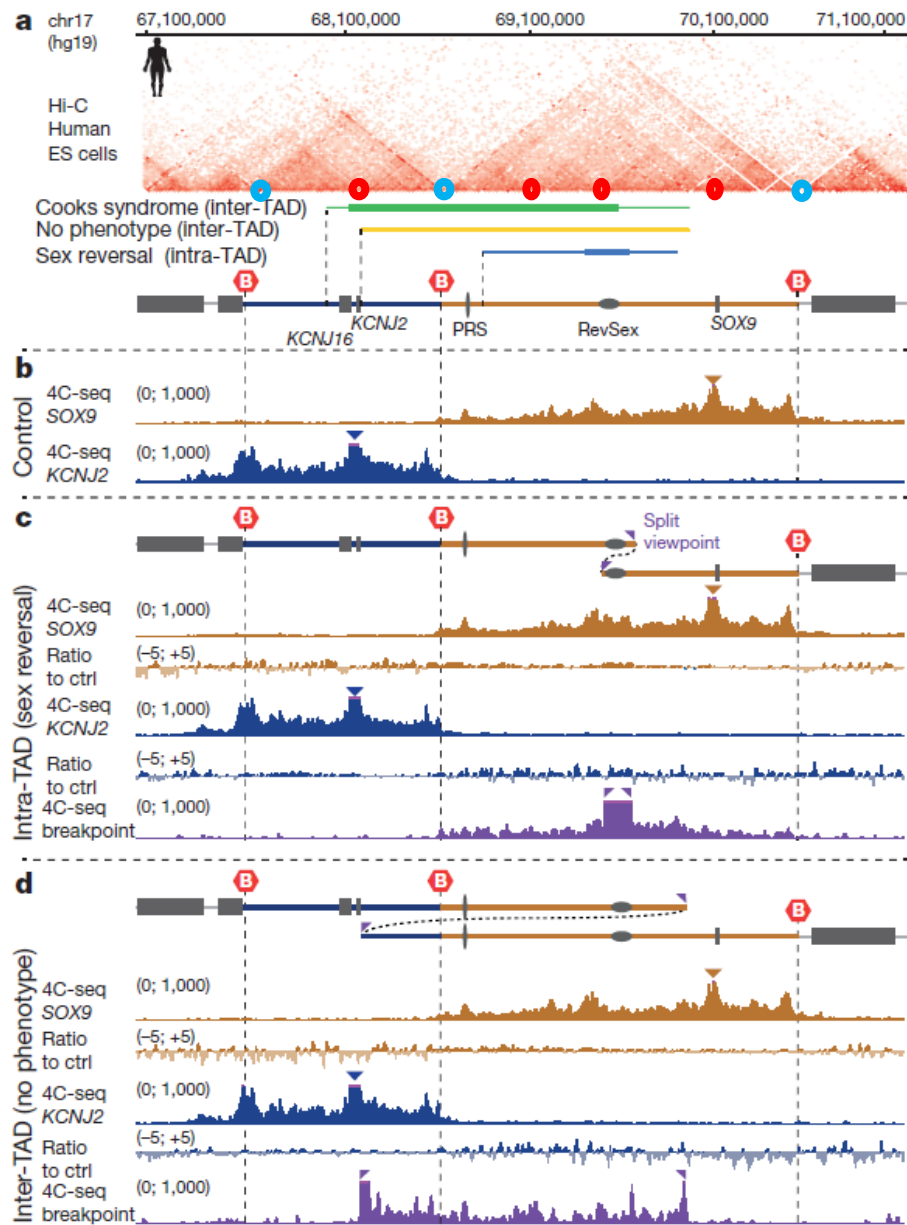 a
chr17
(hg19)
67,100,000 68,100,000 69,100,000 70,100,000 71,100,000
Hi-C
Human
ES cells
Cooks syndrome (inter-TAD)
No phenotype (inter-TAD)
Sex reversal (intra-TAD)
B B B
KCNJ16 KCNJ2 PRS RevSex SOX9
b
Control
4C-seq
SOX9
(0; 1,000)
4C-seq
KCNJ2
(0; 1,000)
c
Intra-TAD (sex reversal)
B B B
Split
viewpoint
4C-seq
SOX9
(0; 1,000)
Ratio
to ctrl
(–5; +5)
4C-seq
KCNJ2
(0; 1,000)
Ratio
to ctrl
(–5; +5)
4C-seq
breakpoint
(0; 1,000)
d
Inter-TAD (no phenotype)
B B B
4C-seq
SOX9
(0; 1,000)
Ratio
to ctrl
(–5; +5)
4C-seq
KCNJ2
(0; 1,000)
Ratio
to ctrl
(–5; +5)
4C-seq
breakpoint
(0; 1,000)